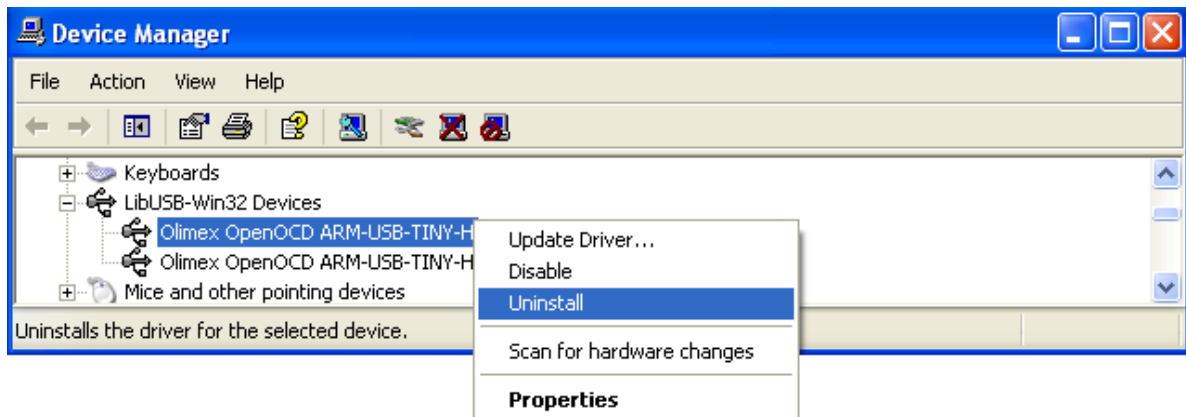 Device Manager
File Action View Help
Keyboards
LibUSB-Win32 Devices
Olimex OpenOCD ARM-USB-TINY-H
Olimex OpenOCD ARM-USB-TINY-H
Mice and other pointing devices
Uninstalls the driver for the selected device.
Update Driver...
Disable
Uninstall
Scan for hardware changes
Properties